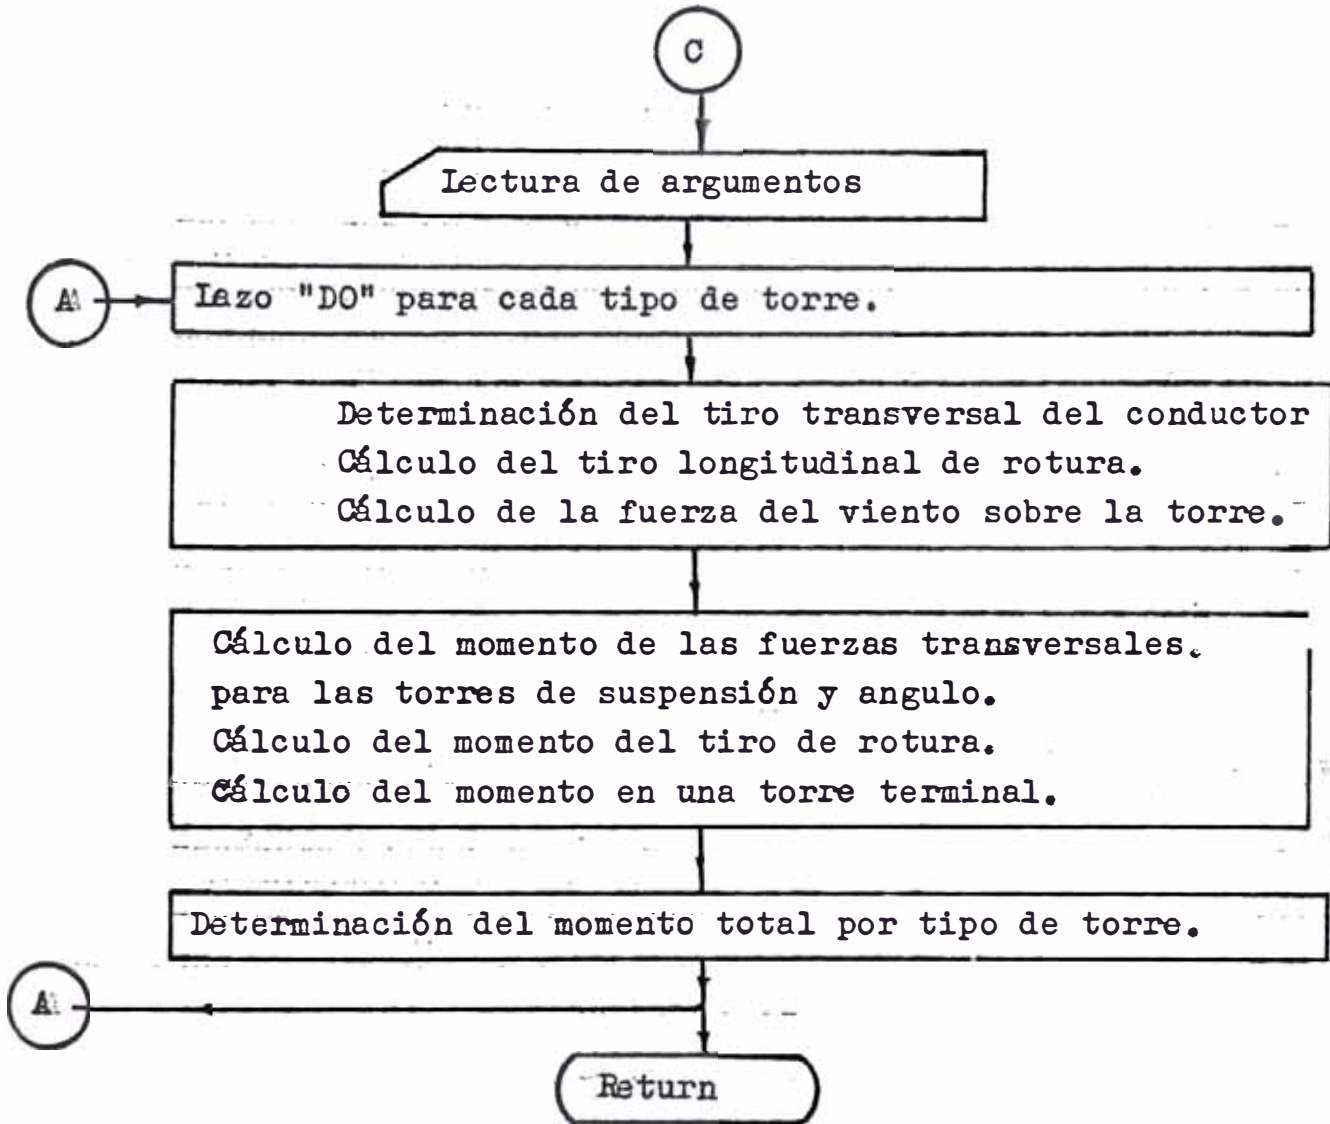 C
Lectura de argumentos
A
Lazo "DO" para cada tipo de torre.
Determinación del tiro transversal del conductor
Cálculo del tiro longitudinal de rotura.
Cálculo de la fuerza del viento sobre la torre.
Cálculo del momento de las fuerzas transversales.
para las torres de suspensión y angulo.
Cálculo del momento del tiro de rotura.
Cálculo del momento en una torre terminal.
Determinación del momento total por tipo de torre.
A
Return